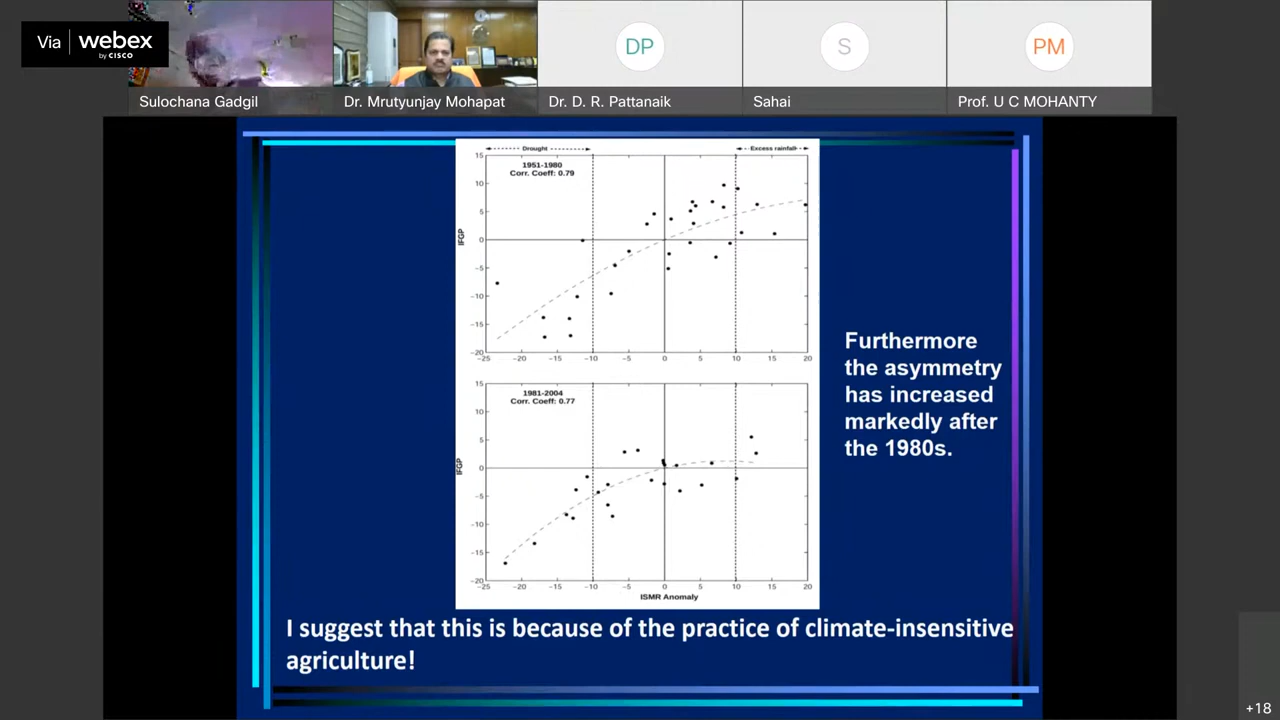 Via webex
by CISCO
DP
S
PM
Sulochana Gadgil
Dr. Mrutyunjay Mohapat
Dr. D. R. Pattanaik
Sahai
Prof. U C MOHANTY
Drought
Excess rainfall
1951-1980
Corr. Coeff: 0.79
IFGP
15
10
5
0
−5
−10
−15
−20
−25 −20 −15 −10 −5 0 5 10 15 20
1981-2004
Corr. Coeff: 0.77
IFGP
15
10
5
0
−5
−10
−15
−20
−25 −20 −15 −10 −5 0 5 10 15 20
ISMR Anomaly
Furthermore
the asymmetry
has increased
markedly after
the 1980s.
I suggest that this is because of the practice of climate-insensitive
agriculture!
+18